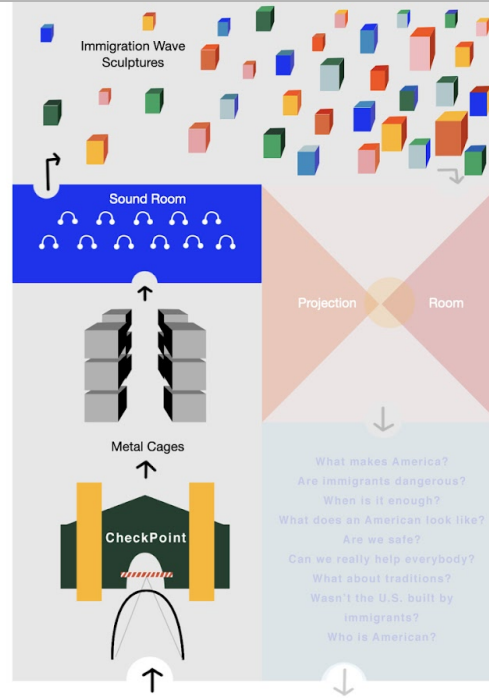 Immigration Wave
Sculptures
Sound Room
Projection Room
Metal Cages
CheckPoint
What makes America?
Are immigrants dangerous?
When is it enough?
What does an American look like?
Are we safe?
Can we really help everybody?
What about traditions?
Wasn't the U.S. built by
immigrants?
Who is American?